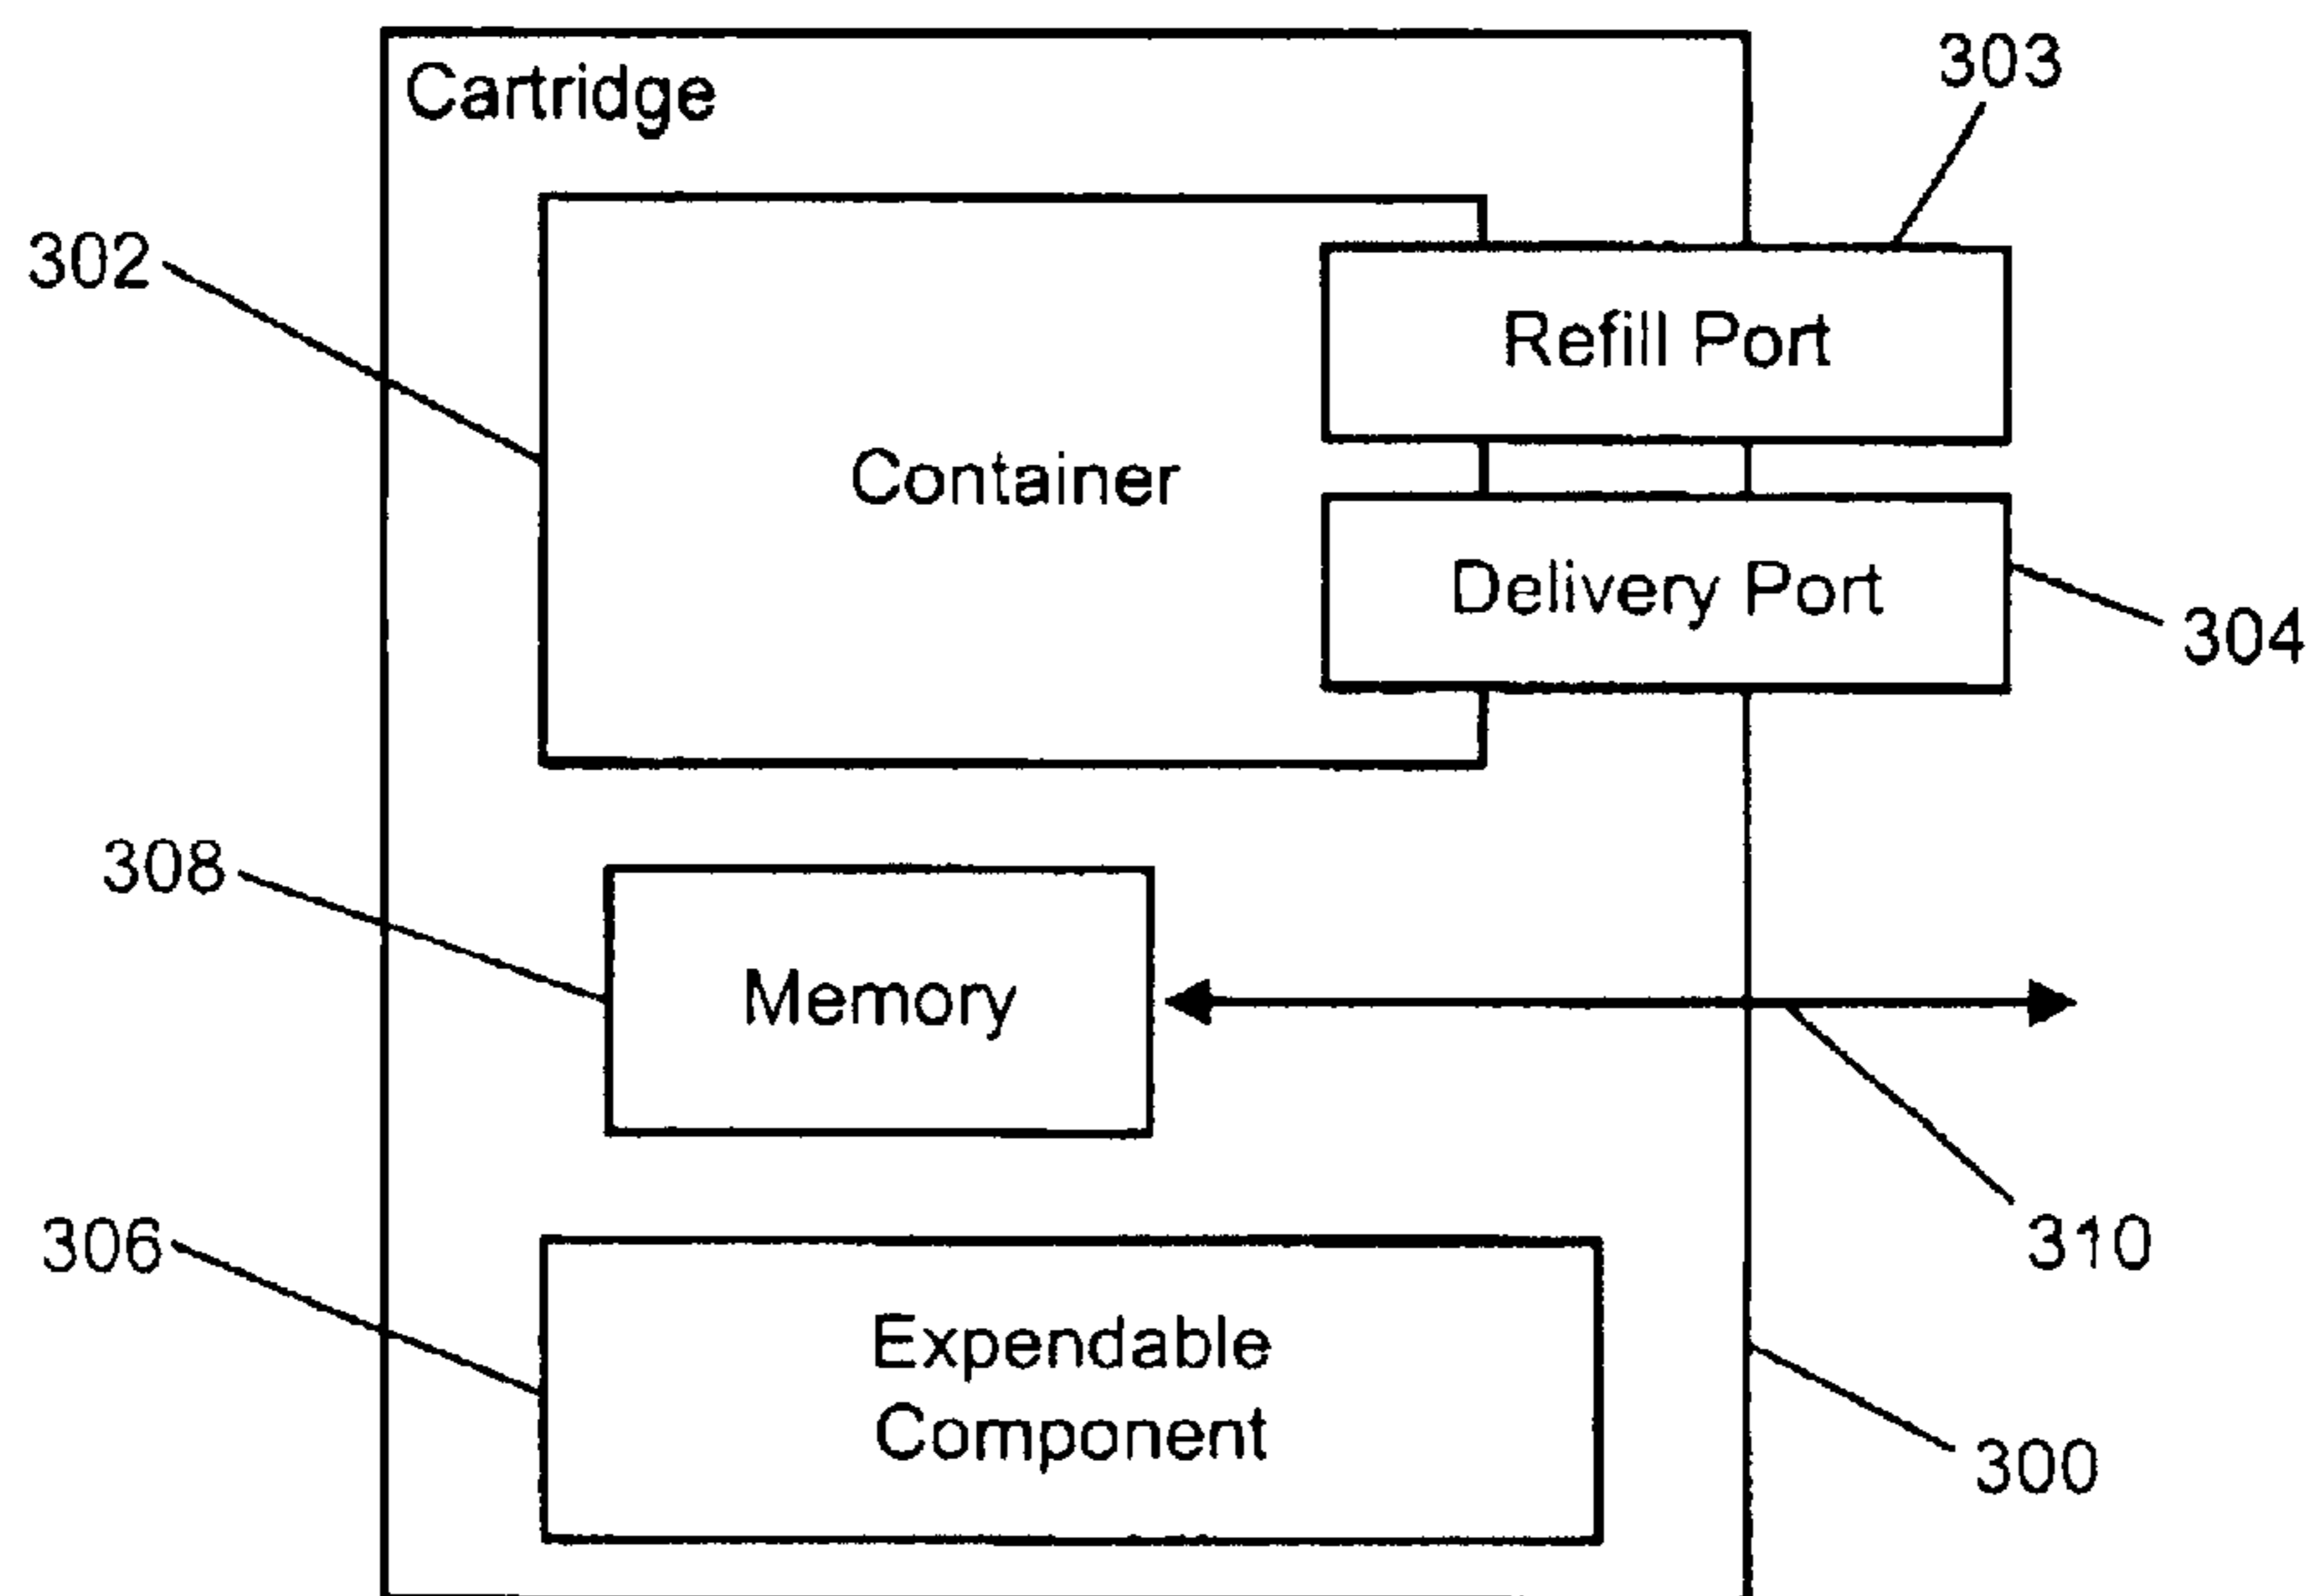 Cartridge
303
302
Refill Port
Container
Delivery Port
304
308
Memory
306
310
Expendable
Component
300